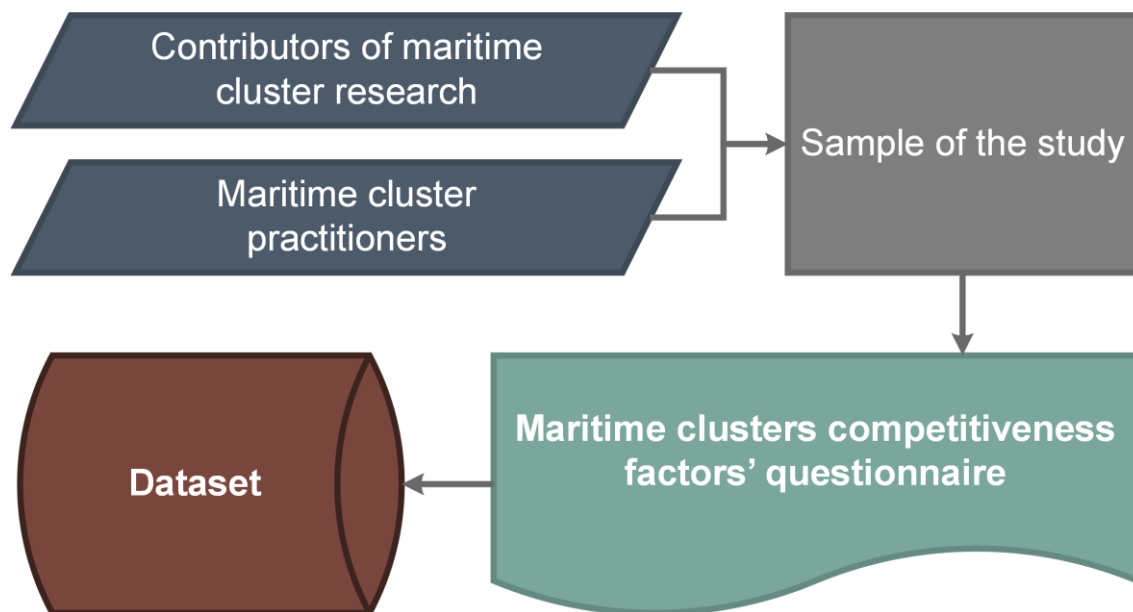 Contributors of maritime
cluster research
Sample of the study
Maritime cluster
practitioners
Maritime clusters competitiveness
factors’ questionnaire
Dataset